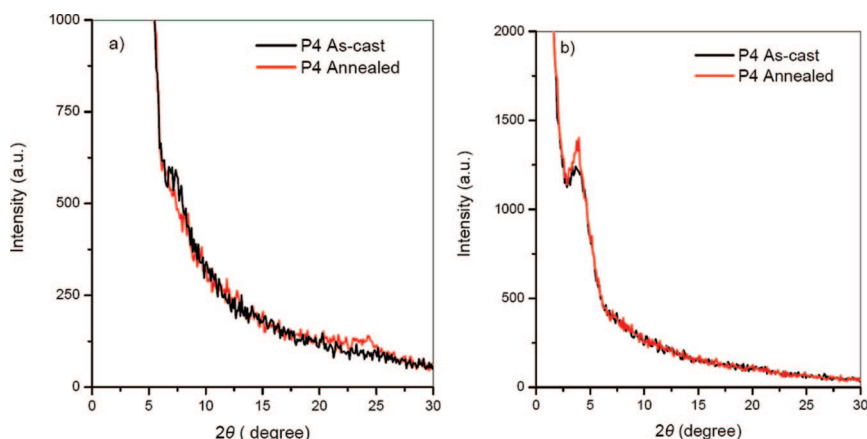 a)
P4 As-cast
P4 Annealed
1000
750
500
250
0
Intensity (a.u.)
0 5 10 15 20 25 30
2θ ( degree)
b)
P4 As-cast
P4 Annealed
2000
1500
1000
500
0
Intensity (a.u.)
0 5 10 15 20 25 30
2θ ( degree)